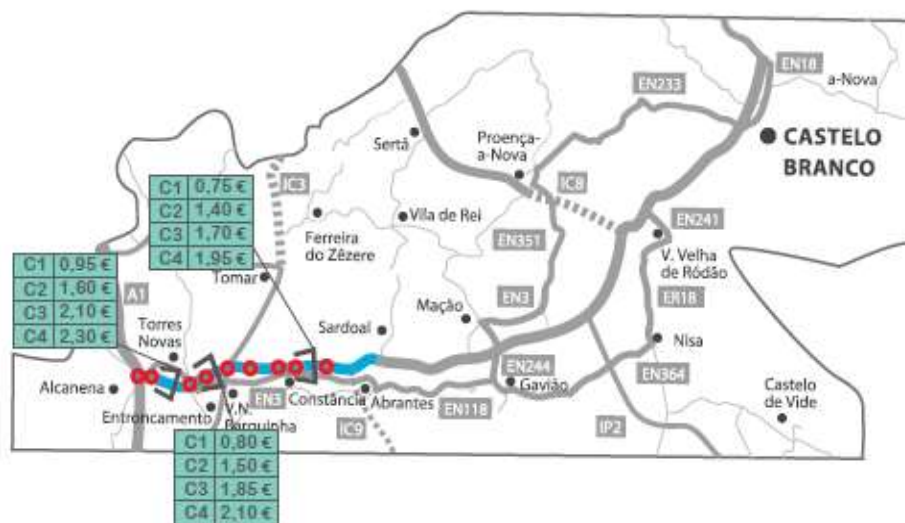 EN18
a-Nova
EN233
CASTELO
BRANCO
Sertã
Proença-
a-Nova
IC8
C1 0,75 €
C2 1,40 €
C3 1,70 €
C4 1,95 €
IC3
Vila de Rei
Ferreira
do Zêzere
EN241
EN351
V. Velha
de Ródão
C1 0,95 €
C2 1,60 €
C3 2,10 €
C4 2,30 €
A1
Tomar
EN3
ER18
Mação
Torres
Novas
Sardoal
Nisa
EN244
EN364
Alcanena
Gavião
Castelo
de Vide
EN3
Constância
Abrantes
EN118
Entroncamento
V.N.
Barquinha
IC9
IP2
C1 0,80 €
C2 1,50 €
C3 1,85 €
C4 2,10 €